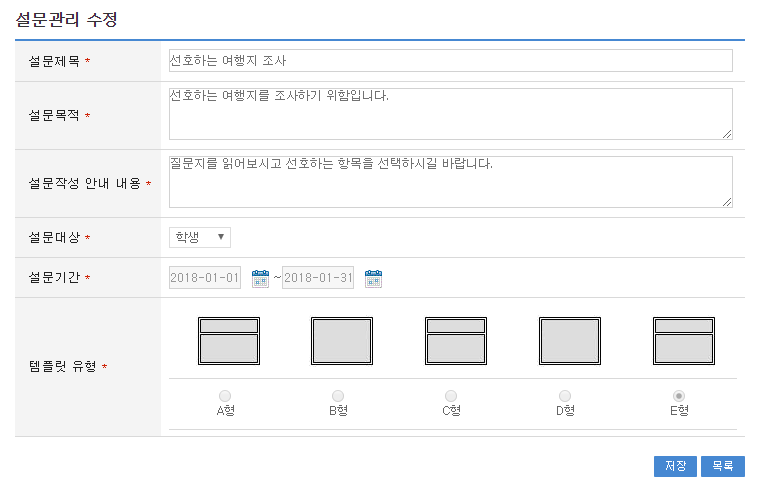 설문관리 수정
설문제목 * 선호하는 여행지 조사
설문목적 * 선호하는 여행지를 조사하기 위함입니다.
설문작성 안내 내용 * 질문지를 읽어보시고 선호하는 항목을 선택하시길 바랍니다.
설문대상 * 학생
설문기간 * 2018-01-01 ~ 2018-01-31
템플릿 유형 *
A형 B형 C형 D형 E형
저장 목록